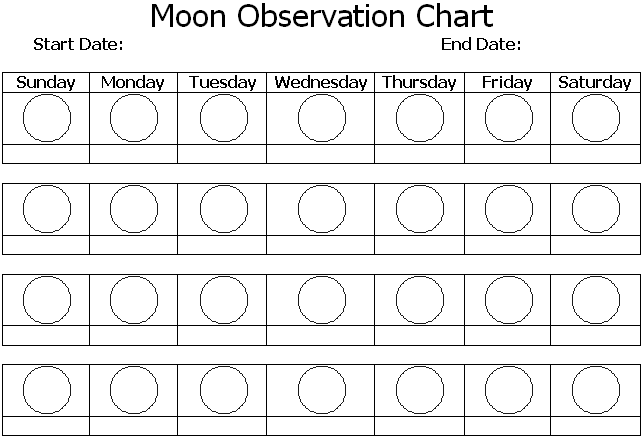 Moon Observation Chart
Start Date: End Date:
Sunday Monday Tuesday Wednesday Thursday Friday Saturday